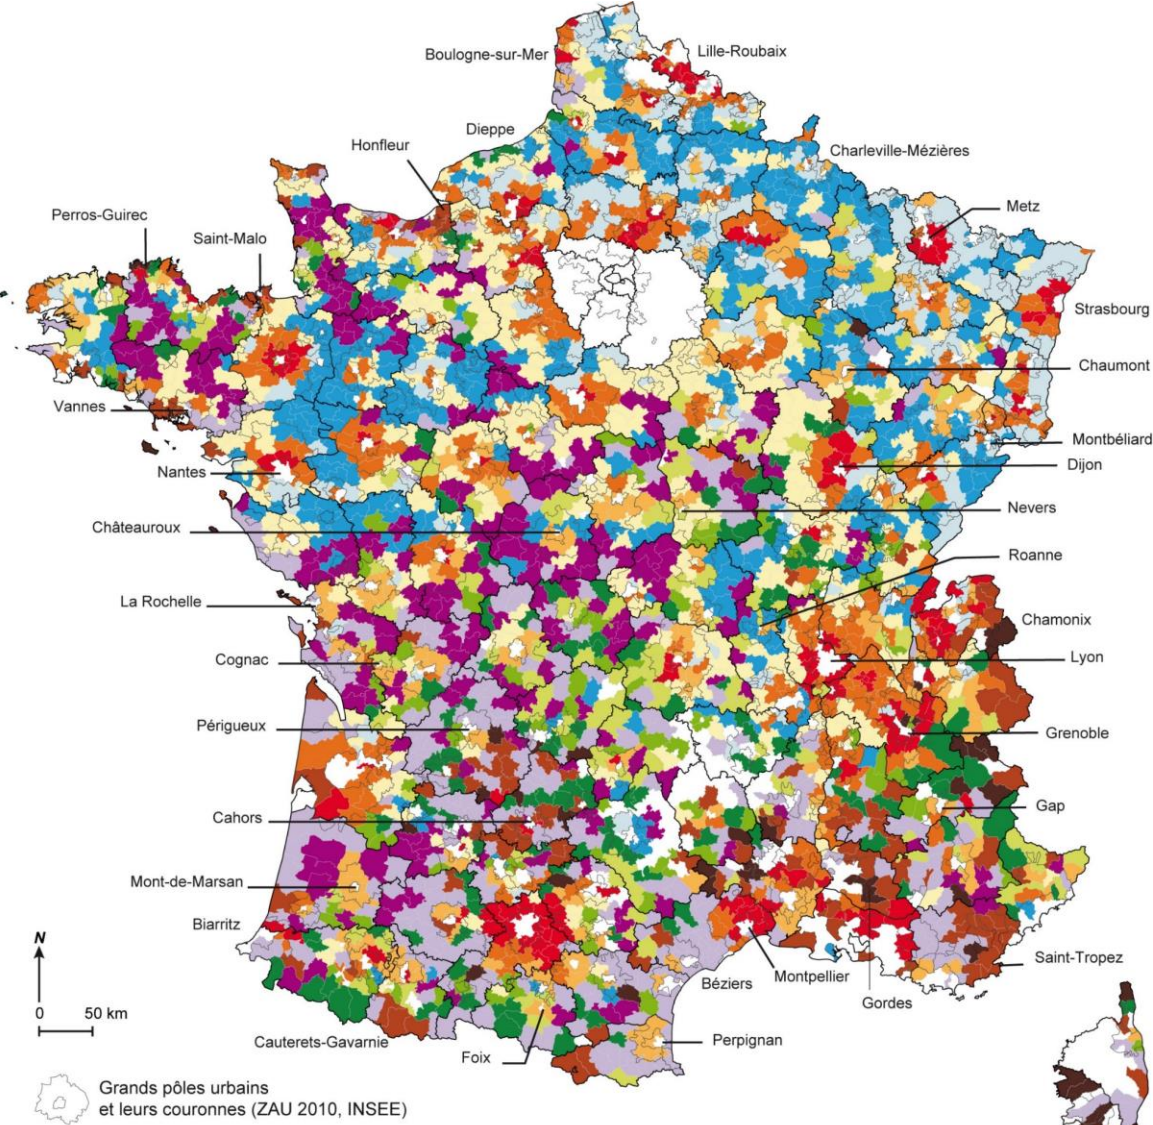 Boulogne-sur-Mer
Lille-Roubaix
Dieppe
Honfleur
Charleville-Mézières
Perros-Guirec
Metz
Saint-Malo
Strasbourg
Chaumont
Vannes
Montbéliard
Dijon
Nantes
Nevers
Châteauroux
Roanne
La Rochelle
Chamonix
Cognac
Lyon
Périgueux
Grenoble
Gap
Cahors
Mont-de-Marsan
Biarritz
N
Saint-Tropez
Montpellier
Béziers
Gordes
0 50 km
Cauterets-Gavarnie
Perpignan
Foix
Grands pôles urbains
et leurs couronnes (ZAU 2010, INSEE)